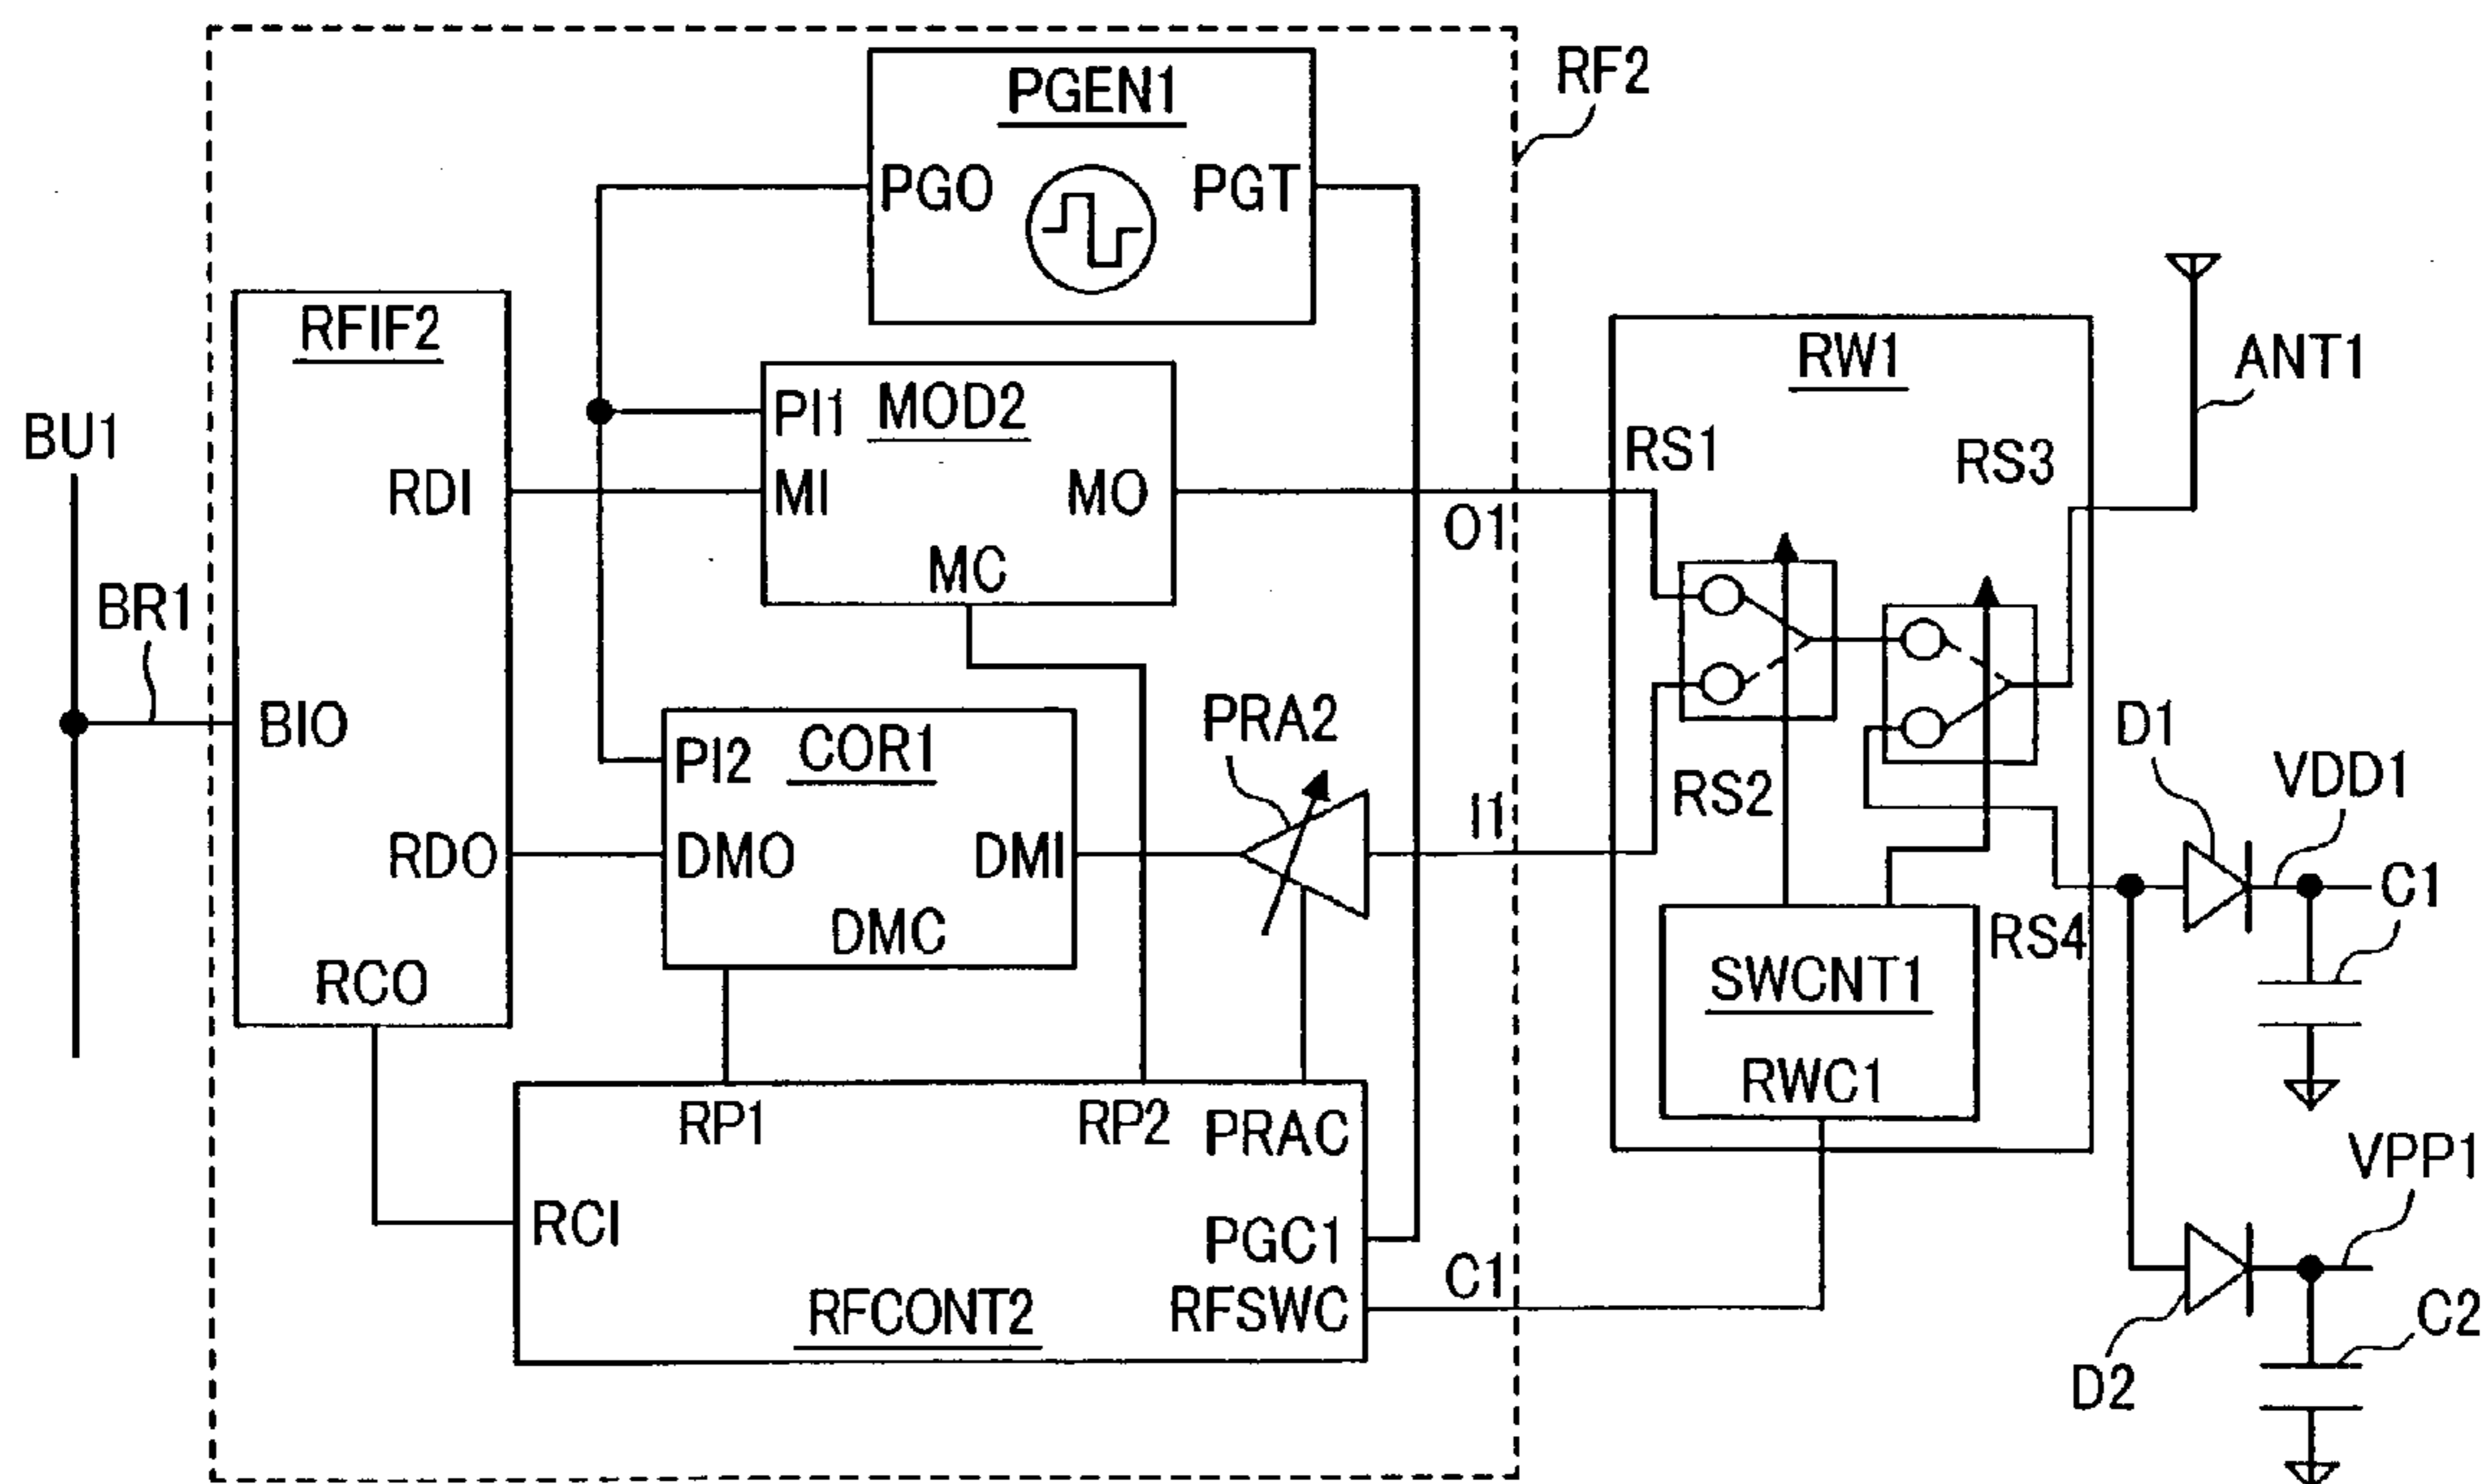 PGEN1
RF2
PGO
PGT
RFIF2
RW1
ANT1
PI1
MOD2
BU1
RS1
RS3
RDI
MI
MO
O1
MC
BR1
PRA2
D1
BIO
PI2
COR1
VDD1
RS2
I1
RDO
DMO
DMI
C1
DMC
RS4
RCO
SWCNT1
RWC1
RP1
RP2
PRAC
VPP1
RCI
PGC1
C1
RFCONT2
RFSWC
C2
D2